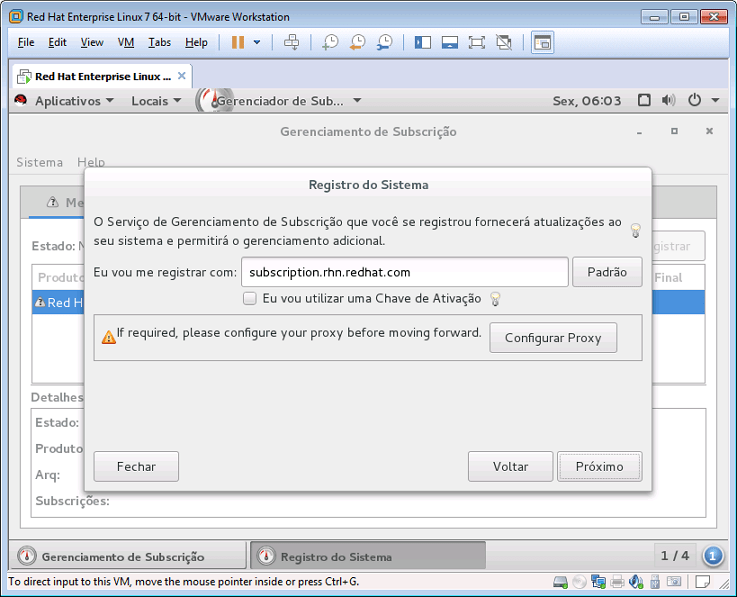 Red Hat Enterprise Linux 7 64-bit - VMware Workstation
File Edit View VM Tabs Help
Red Hat Enterprise Linux ...
Aplicativos Locais Gerenciador de Sub... Sex, 06:03
Gerenciamento de Subscrição
Sistema Help
Registro do Sistema
O Serviço de Gerenciamento de Subscrição que você se registrou fornecerá atualizações ao
seu sistema e permitirá o gerenciamento adicional.
Estado:
Eu vou me registrar com: subscription.rhn.redhat.com Padrão
Produto Final
Eu vou utilizar uma Chave de Ativação
Red H
If required, please configure your proxy before moving forward. Configurar Proxy
Detalhes
Estado:
Produto
Fechar Voltar Próximo
Arq:
Subscrições:
Gerenciamento de Subscrição Registro do Sistema 1 / 4 1
To direct input to this VM, move the mouse pointer inside or press Ctrl+G.